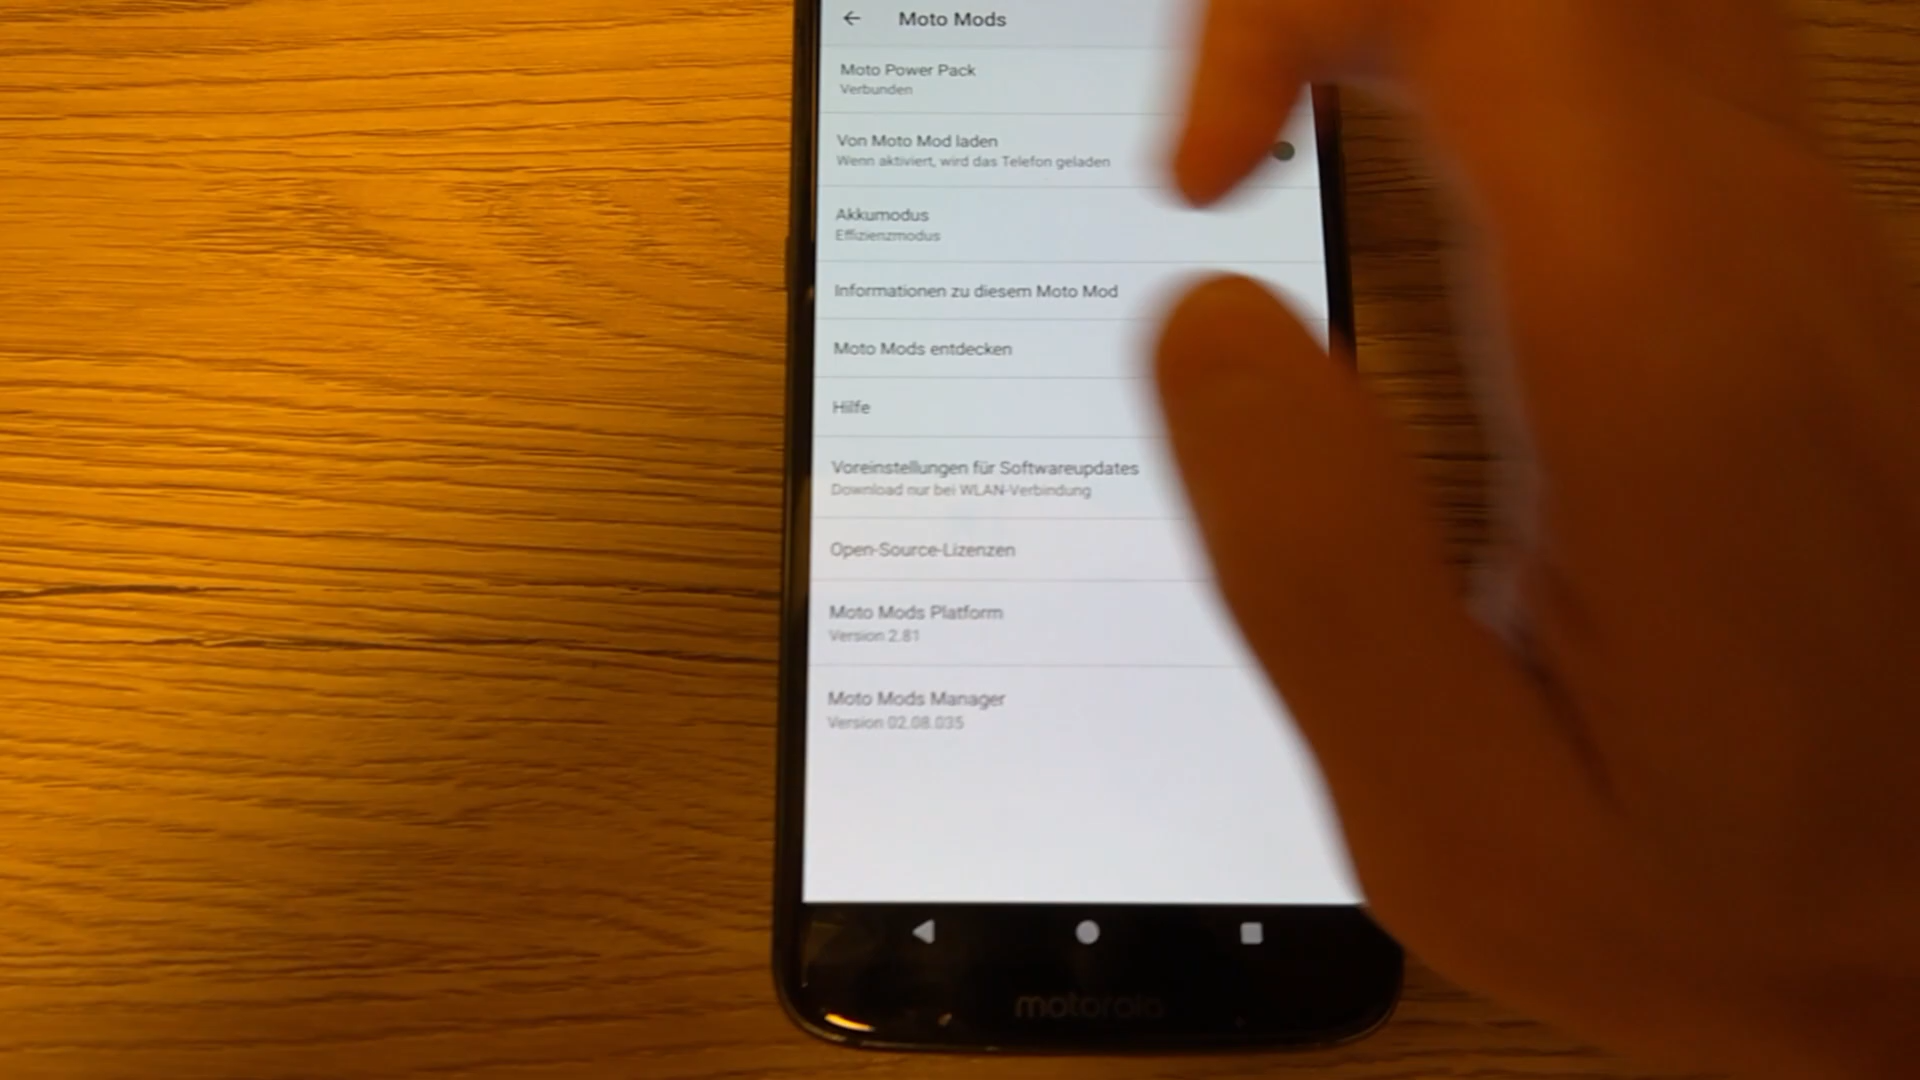 Moto Mods
Moto Power Pack
Verbunden
Von Moto Mod laden
Wenn aktiviert, wird das Telefon geladen
Akkumodus
Effizienzmodus
Informationen zu diesem Moto Mod
Moto Mods entdecken
Hilfe
Voreinstellungen für Softwareupdates
Download nur bei WLAN-Verbindung
Open-Source-Lizenzen
Moto Mods Platform
Version 2.81
Moto Mods Manager
Version 02.08.035
motorola